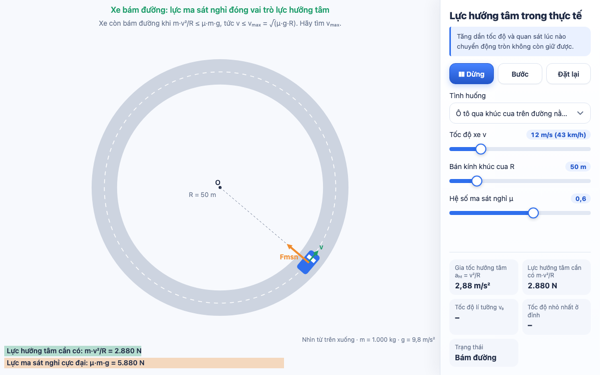 Xe bám đường: lực ma sát nghỉ đóng vai trò lực hướng tâm
Xe còn bám đường khi m·v²/R ≤ μ·m·g, tức v ≤ vₘₐₓ = √(μ·g·R). Hãy tìm vₘₐₓ.
O
R = 50 m
v
Fmsn
Nhìn từ trên xuống · m = 1.000 kg · g = 9,8 m/s²
Lực hướng tâm cần có: m·v²/R = 2.880 N
Lực ma sát nghỉ cực đại: μ·m·g = 5.880 N
Lực hướng tâm trong thực tế
Tăng dần tốc độ và quan sát lúc nào
chuyển động tròn không còn giữ được.
Dừng
Bước
Đặt lại
Tình huống
Ô tô qua khúc cua trên đường nằ...
Tốc độ xe v
12 m/s (43 km/h)
Bán kính khúc cua R
50 m
Hệ số ma sát nghỉ μ
0,6
Gia tốc hướng tâm
aₕₜ = v²/R
2,88 m/s²
Lực hướng tâm cần
có m·v²/R
2.880 N
Tốc độ lí tưởng v₀
–
Tốc độ nhỏ nhất ở
đỉnh
–
Trạng thái
Bám đường